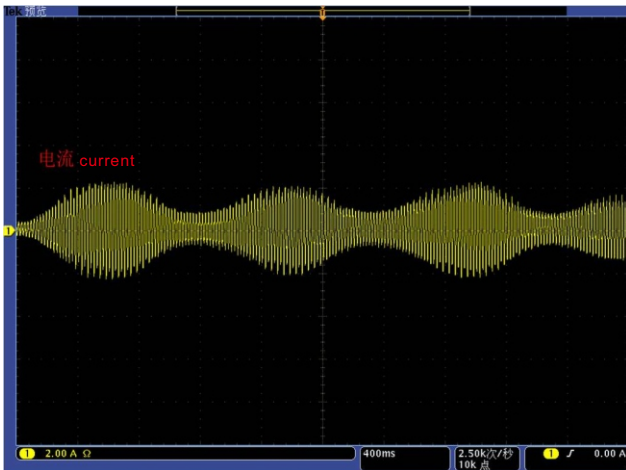 Tek 预览
电流 current
1
1 2.00 A Ω
400ms
2.50k次/秒
10k 点
1 ∫ 0.00 A